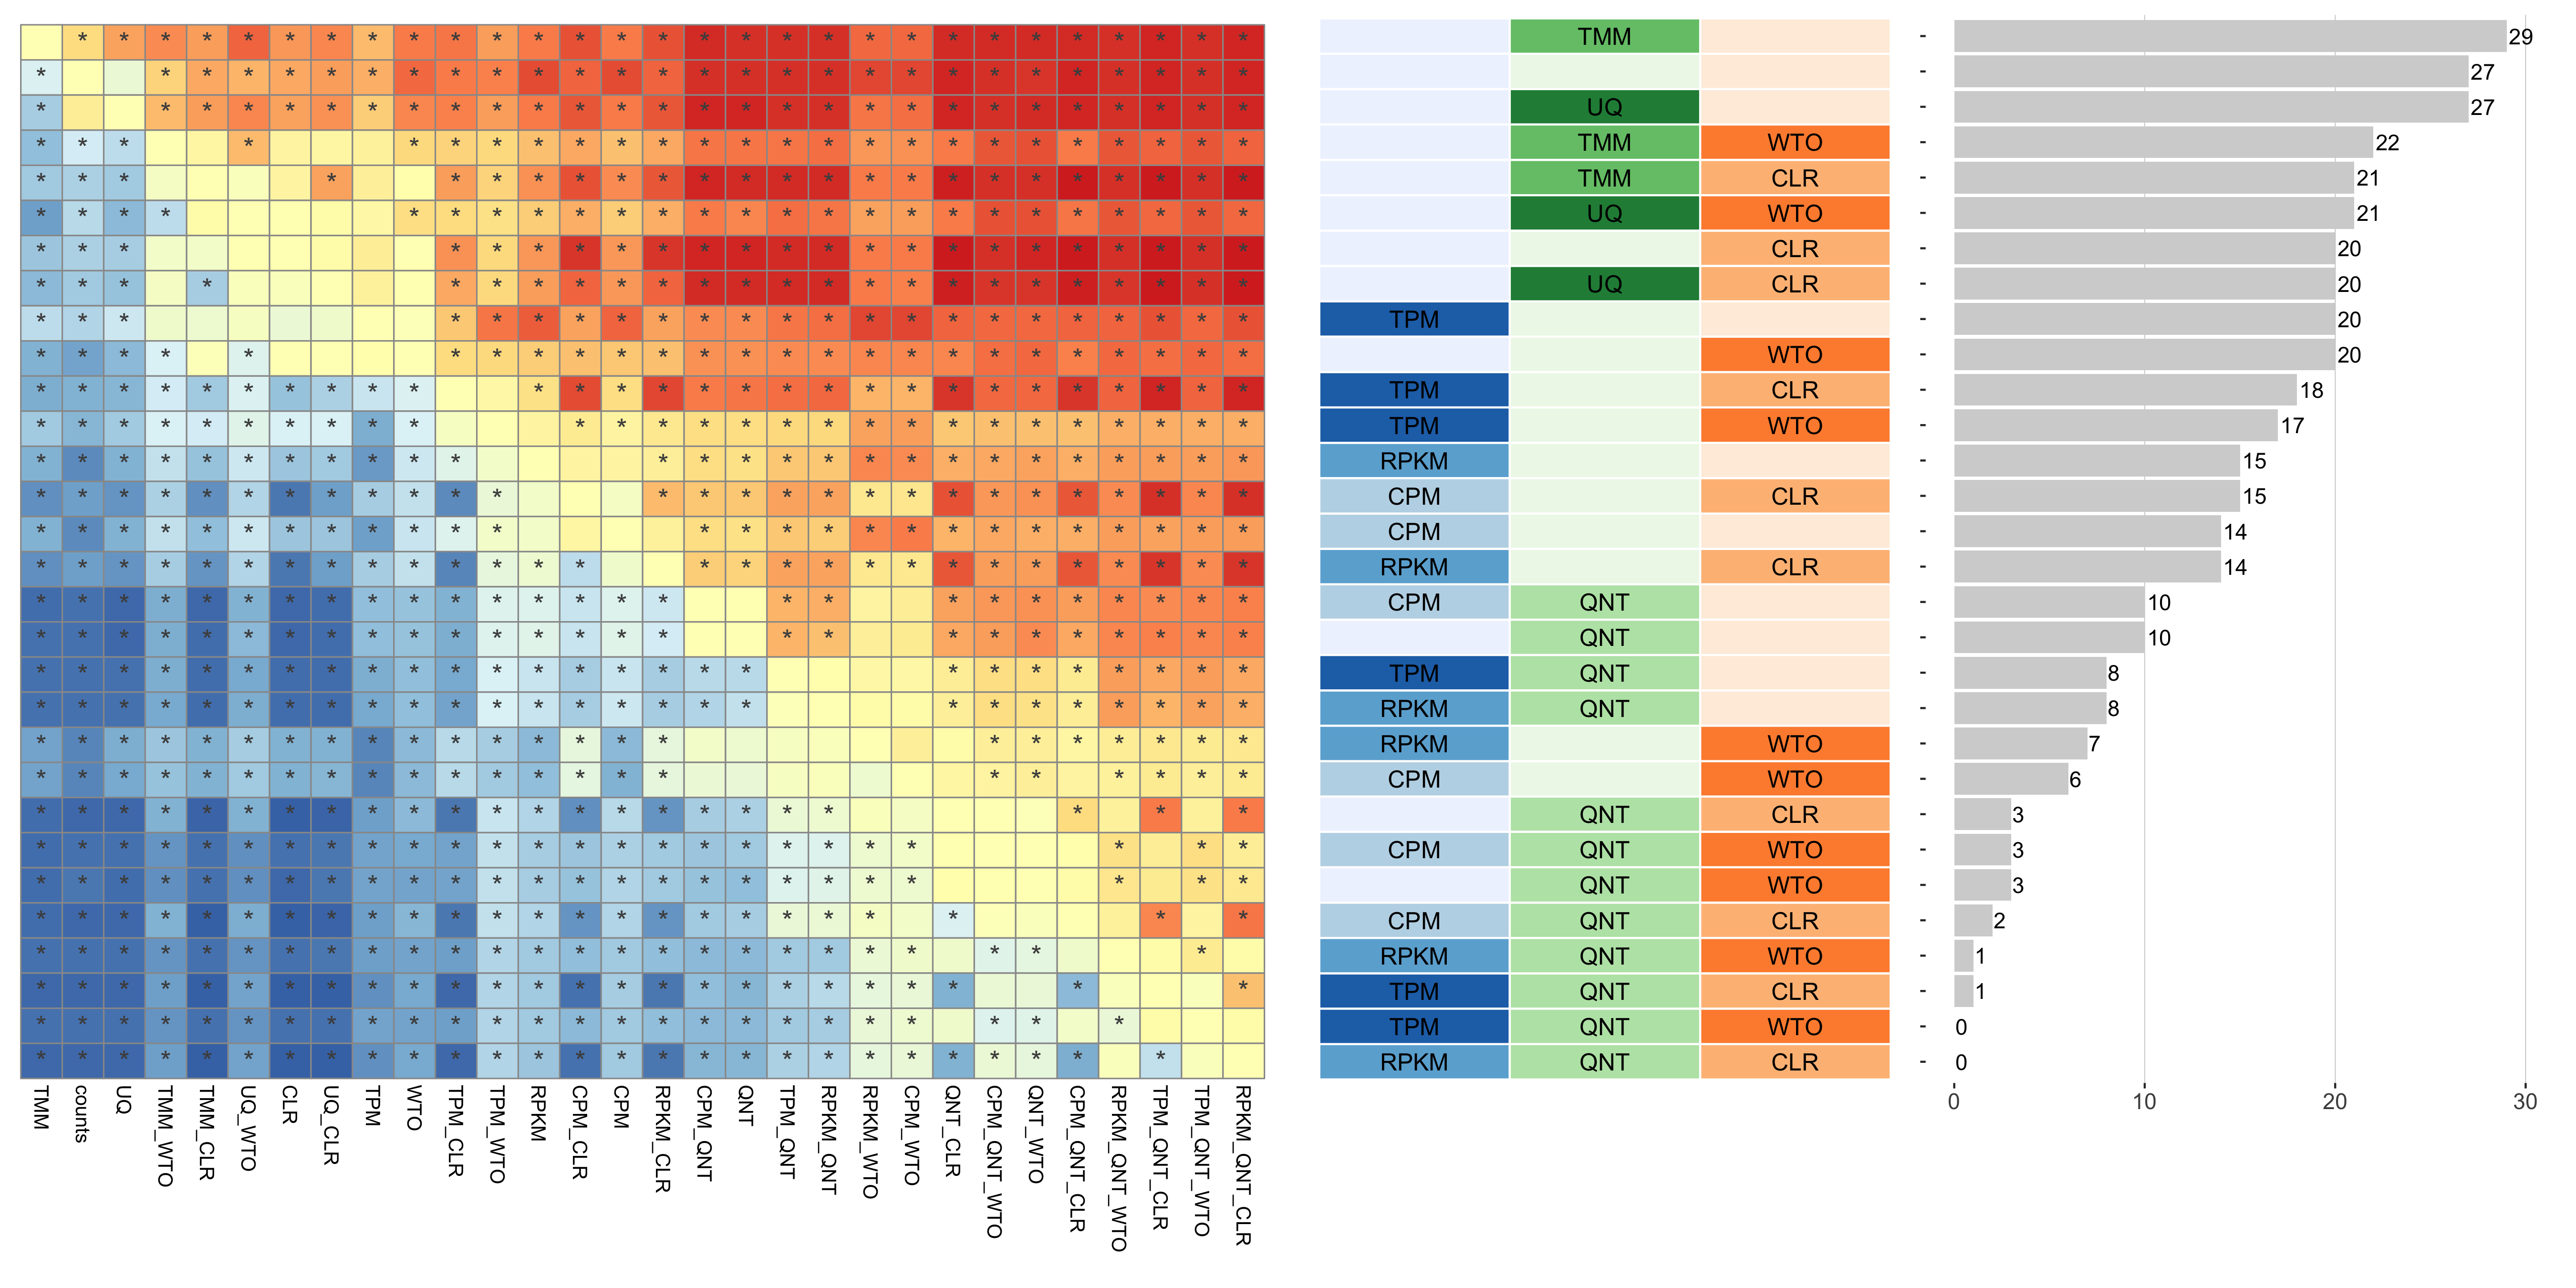 TMM - 29
- 27
UQ - 27
TMM WTO - 22
TMM CLR - 21
UQ WTO - 21
CLR - 20
UQ CLR - 20
TPM - 20
WTO - 20
TPM CLR - 18
TPM WTO - 17
RPKM - 15
CPM CLR - 15
CPM - 14
RPKM CLR - 14
CPM QNT - 10
QNT - 10
TPM QNT - 8
RPKM QNT - 8
RPKM WTO - 7
CPM WTO - 6
QNT CLR - 3
CPM QNT WTO - 3
QNT WTO - 3
CPM QNT CLR - 2
RPKM QNT WTO - 1
TPM QNT CLR - 1
TPM QNT WTO - 0
RPKM QNT CLR - 0
0 10 20 30
TMM
counts
UQ
TMM_WTO
TMM_CLR
UQ_WTO
CLR
UQ_CLR
TPM
WTO
TPM_CLR
TPM_WTO
RPKM
CPM_CLR
CPM
RPKM_CLR
CPM_QNT
QNT
TPM_QNT
RPKM_QNT
RPKM_WTO
CPM_WTO
QNT_CLR
CPM_QNT_WTO
QNT_WTO
CPM_QNT_CLR
RPKM_QNT_WTO
TPM_QNT_CLR
TPM_QNT_WTO
RPKM_QNT_CLR